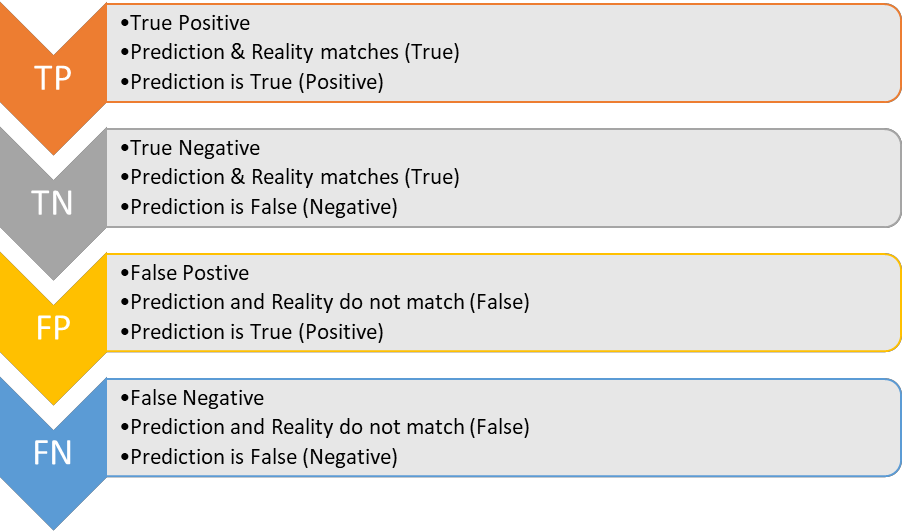 TP
•True Positive
•Prediction & Reality matches (True)
•Prediction is True (Positive)
TN
•True Negative
•Prediction & Reality matches (True)
•Prediction is False (Negative)
FP
•False Postive
•Prediction and Reality do not match (False)
•Prediction is True (Positive)
FN
•False Negative
•Prediction and Reality do not match (False)
•Prediction is False (Negative)